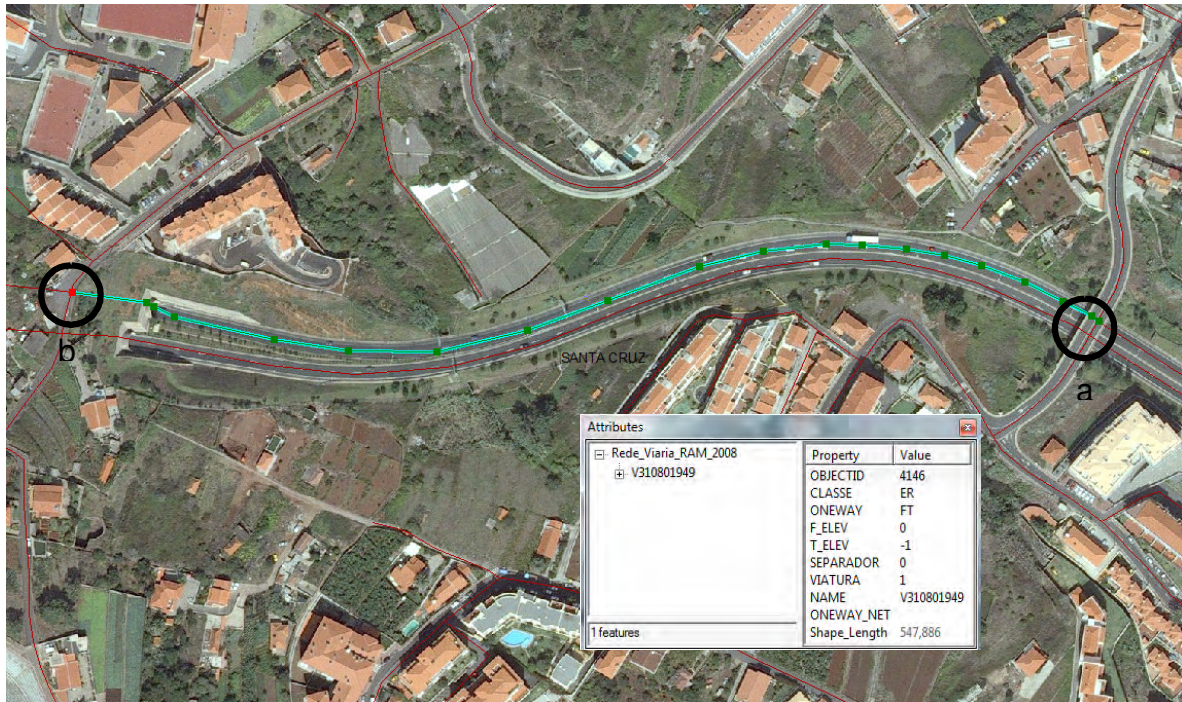 b
SANTA CRUZ
a
Attributes
x
Rede_Viaria_RAM_2008
V310801949
1 features
Property Value
OBJECTID 4146
CLASSE ER
ONEWAY FT
F_ELEV 0
T_ELEV -1
SEPARADOR 0
VIATURA 1
NAME V310801949
ONEWAY_NET
Shape_Length 547,886